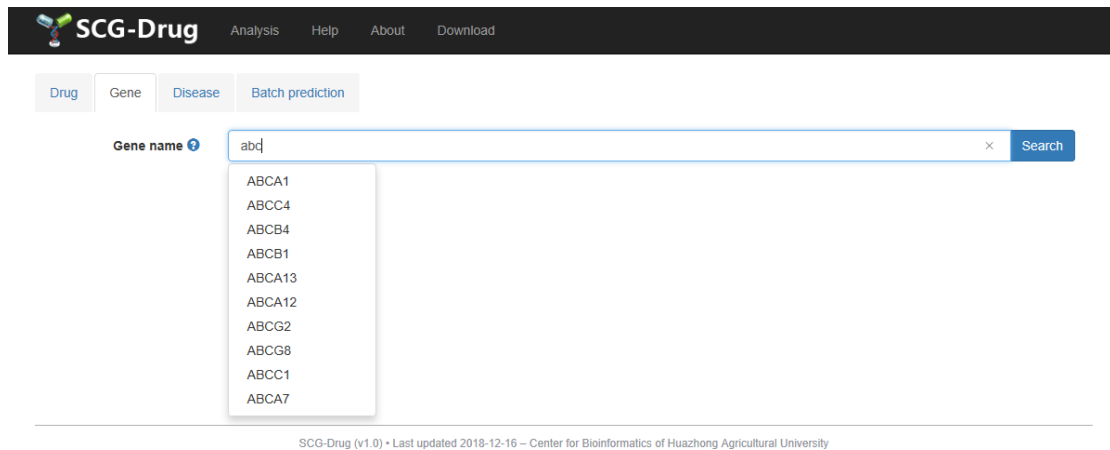 SCG-Drug Analysis Help About Download
Drug Gene Disease Batch prediction
Gene name ? abc × Search
ABCA1
ABCC4
ABCB4
ABCB1
ABCA13
ABCA12
ABCG2
ABCG8
ABCC1
ABCA7
SCG-Drug (v1.0) • Last updated 2018-12-16 – Center for Bioinformatics of Huazhong Agricultural University